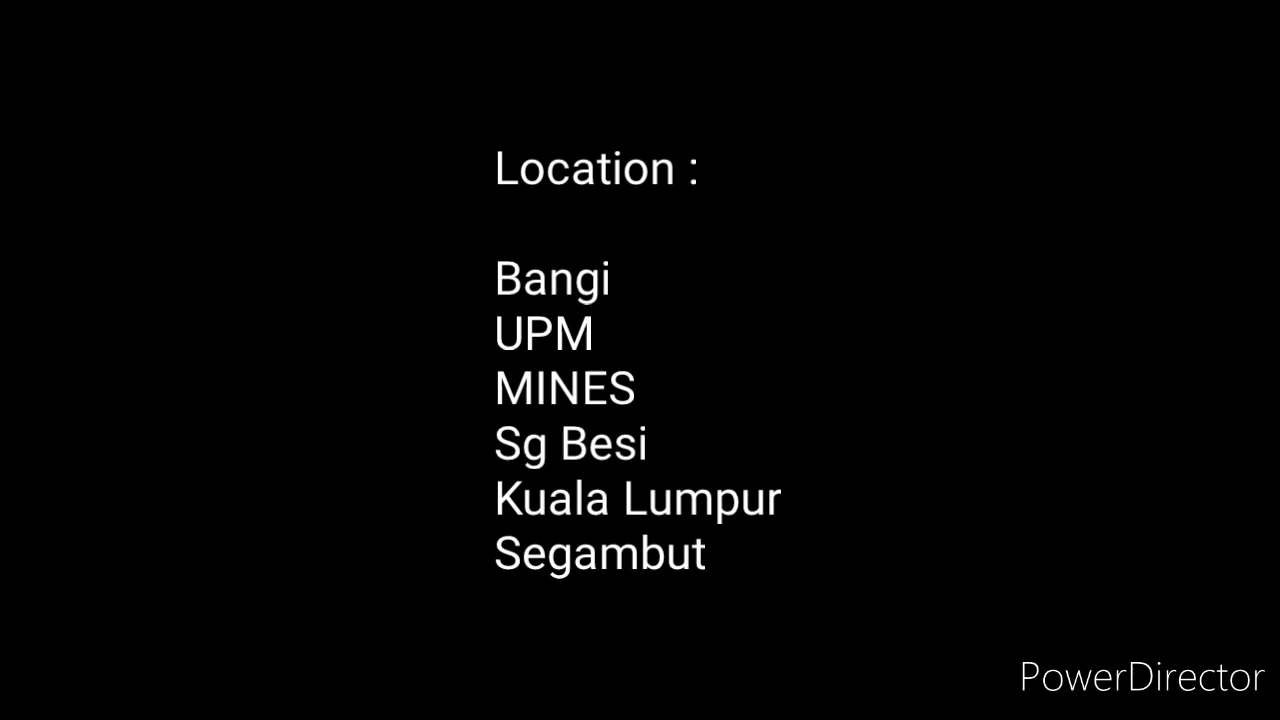 Location :
Bangi
UPM
MINES
Sg Besi
Kuala Lumpur
Segambut
PowerDirector